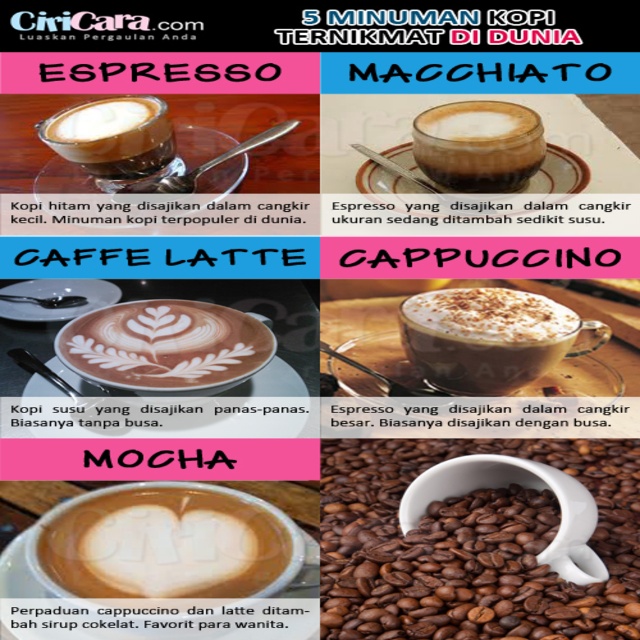 CiriCara.com
Luaskan Pergaulan Anda
5 MINUMAN KOPI
TERNIKMAT DI DUNIA
ESPRESSO
Kopi hitam yang disajikan dalam cangkir
kecil. Minuman kopi terpopuler di dunia.
MACCHIATO
Espresso yang disajikan dalam cangkir
ukuran sedang ditambah sedikit susu.
CAFFE LATTE
Kopi susu yang disajikan panas-panas.
Biasanya tanpa busa.
CAPPUCCINO
Espresso yang disajikan dalam cangkir
besar. Biasanya disajikan dengan busa.
MOCHA
Perpaduan cappuccino dan latte ditam-
bah sirup cokelat. Favorit para wanita.